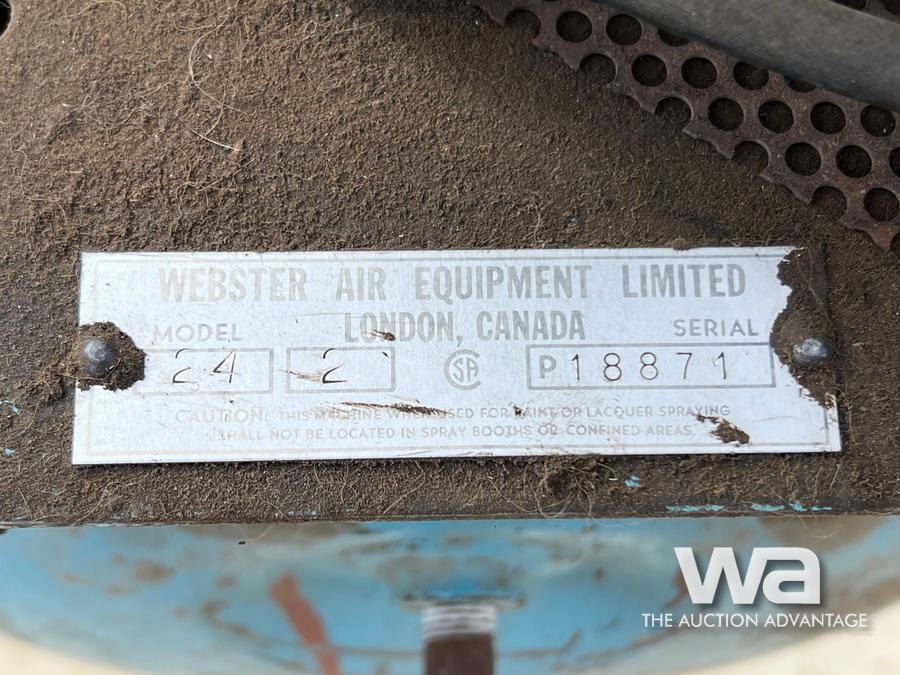 WEBSTER AIR EQUIPMENT LIMITED
MODEL LONDON, CANADA SERIAL
24 2 CSA P18871
CAUTION: THIS MACHINE WHEN USED FOR PAINT OR LACQUER SPRAYING
SHALL NOT BE LOCATED IN SPRAY BOOTHS OR CONFINED AREAS.
wa
THE AUCTION ADVANTAGE